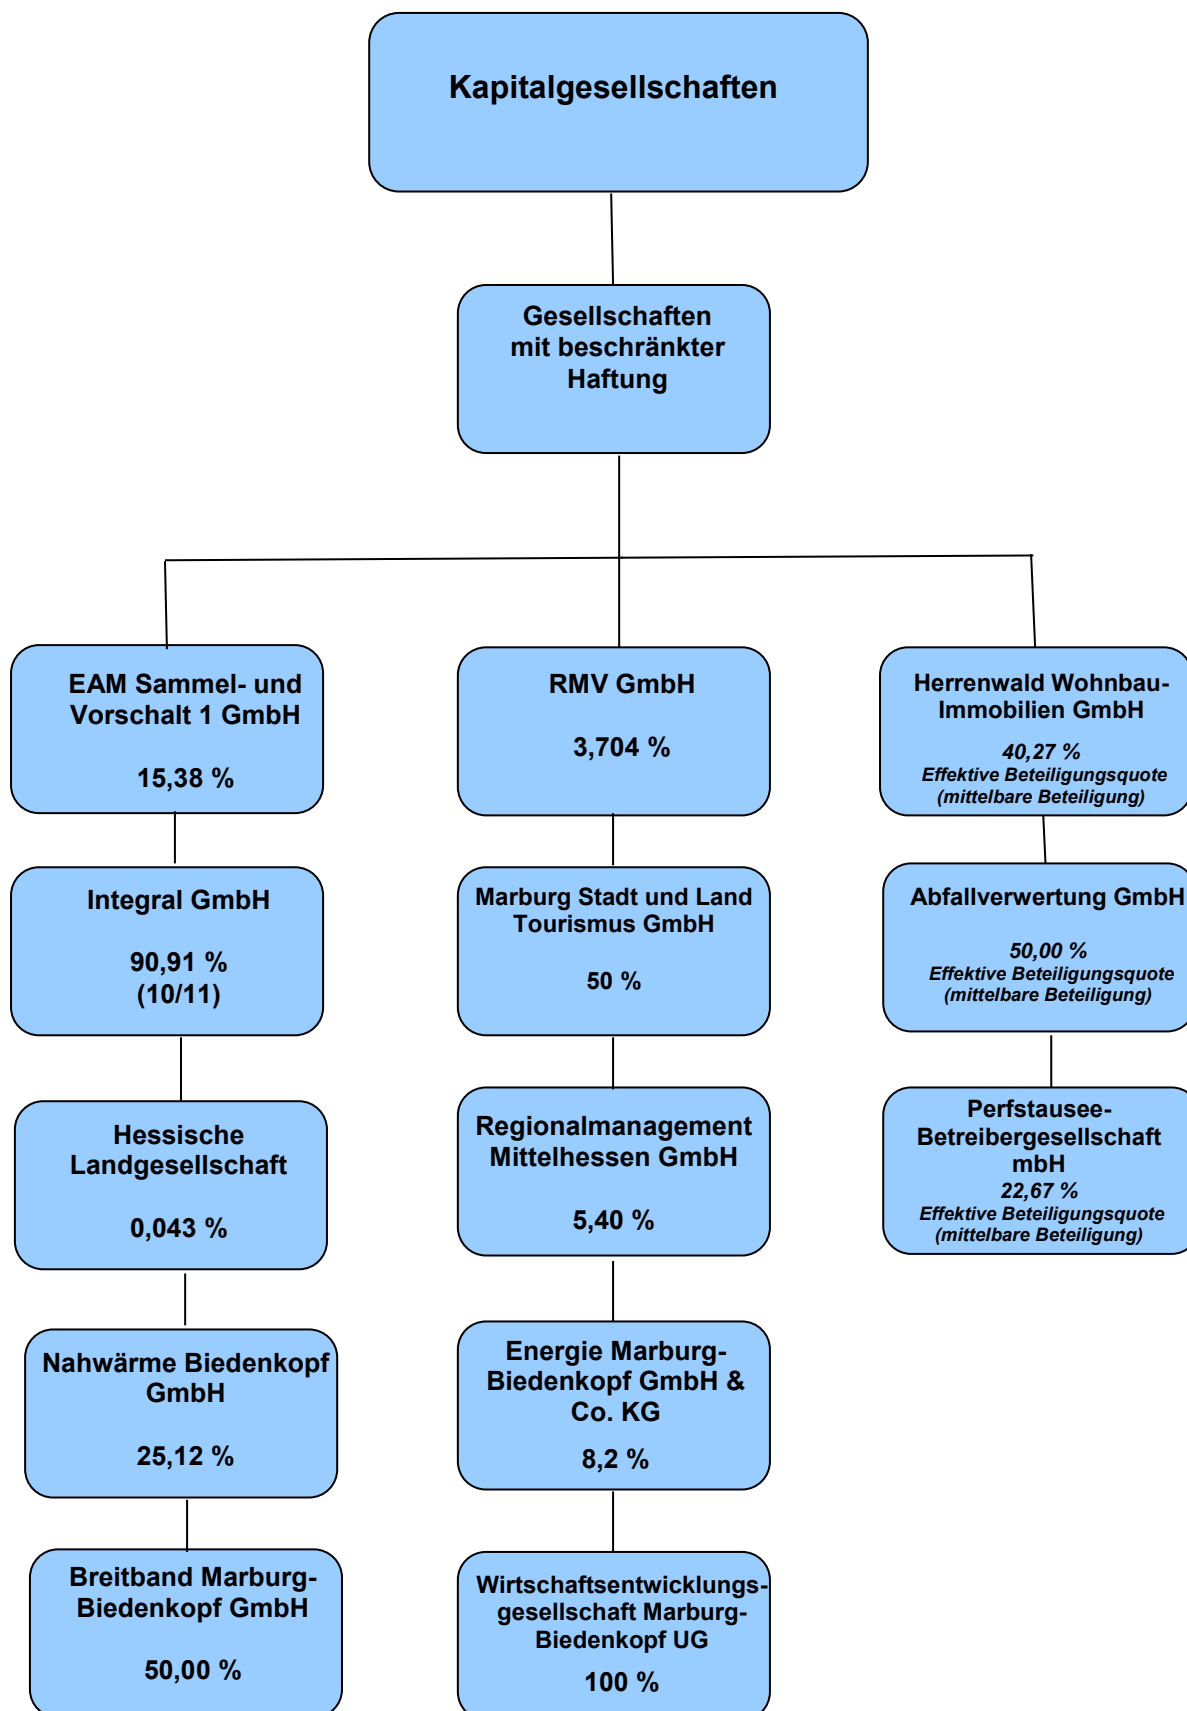 Kapitalgesellschaften
Gesellschaften
mit beschränkter
Haftung
EAM Sammel- und
Vorschalt 1 GmbH
15,38 %
Integral GmbH
90,91 %
(10/11)
Hessische
Landgesellschaft
0,043 %
Nahwärme Biedenkopf
GmbH
25,12 %
Breitband Marburg-
Biedenkopf GmbH
50,00 %
RMV GmbH
3,704 %
Marburg Stadt und Land
Tourismus GmbH
50 %
Regionalmanagement
Mittelhessen GmbH
5,40 %
Energie Marburg-
Biedenkopf GmbH &
Co. KG
8,2 %
Wirtschaftsentwicklungs-
gesellschaft Marburg-
Biedenkopf UG
100 %
Herrenwald Wohnbau-
Immobilien GmbH
40,27 %
Effektive Beteiligungsquote
(mittelbare Beteiligung)
Abfallverwertung GmbH
50,00 %
Effektive Beteiligungsquote
(mittelbare Beteiligung)
Perfstausee-
Betreibergesellschaft
mbH
22,67 %
Effektive Beteiligungsquote
(mittelbare Beteiligung)